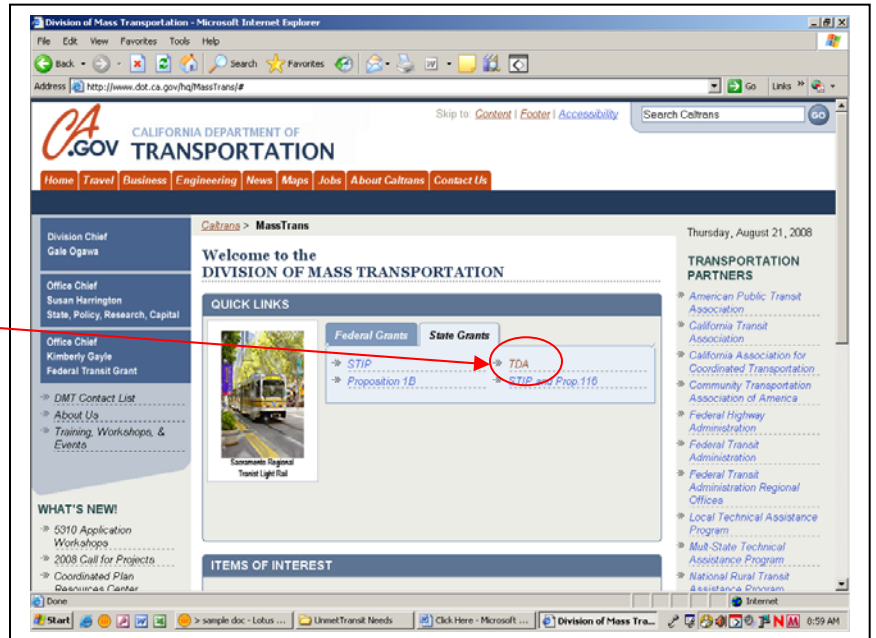 Division of Mass Transportation - Microsoft Internet Explorer
File Edit View Favorites Tools Help
Back Search Favorites
Address http://www.dot.ca.gov/hq/MassTrans/# Go Links »
Skip to: Content | Footer | Accessibility
Search Caltrans GO
CA.GOV
CALIFORNIA DEPARTMENT OF
TRANSPORTATION
Home Travel Business Engineering News Maps Jobs About Caltrans Contact Us
Division Chief
Gale Ogawa
Office Chief
Susan Harrington
State, Policy, Research, Capital
Office Chief
Kimberly Gayle
Federal Transit Grant
DMT Contact List
About Us
Training, Workshops, &
Events
WHAT'S NEW!
5310 Application
Workshops
2008 Call for Projects
Coordinated Plan
Resources Center
Caltrans > MassTrans
Welcome to the
DIVISION OF MASS TRANSPORTATION
QUICK LINKS
Federal Grants State Grants
STIP TDA
Proposition 1B STIP and Prop.116
Sacramento Regional
Transit Light Rail
ITEMS OF INTEREST
Thursday, August 21, 2008
TRANSPORTATION
PARTNERS
American Public Transit
Association
California Transit
Association
California Association for
Coordinated Transportation
Community Transportation
Association of America
Federal Highway
Administration
Federal Transit
Administration
Federal Transit
Administration Regional
Offices
Local Technical Assistance
Program
Mult-State Technical
Assistance Program
National Rural Transit
Assistance Program
Done Internet
Start > sample doc - Lotus ... UnmetTransit Needs Click Here - Microsoft ... Division of Mass Tra... 8:59 AM